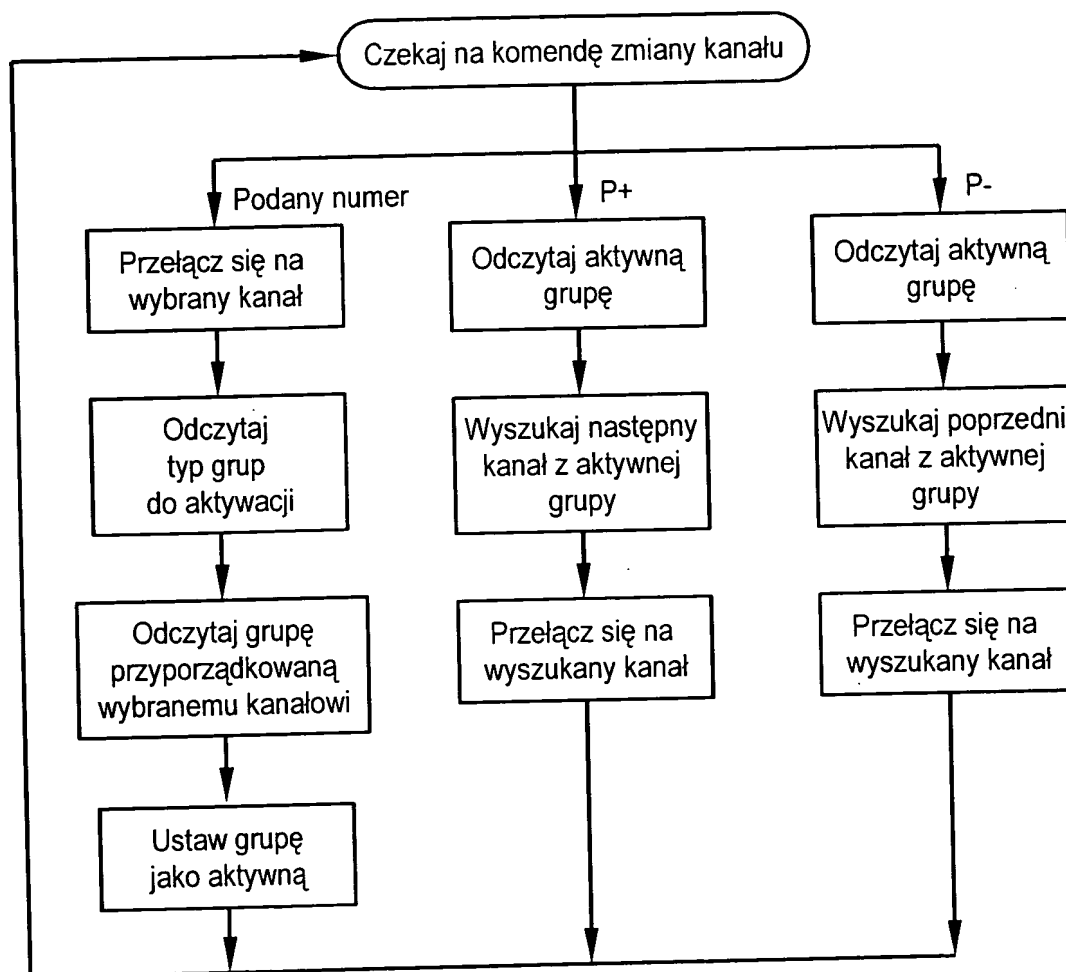 Czekaj na komendę zmiany kanału
Podany numer
Przełącz się na
wybrany kanał
Odczytaj
typ grup
do aktywacji
Odczytaj grupę
przyporządkowaną
wybranemu kanałowi
Ustaw grupę
jako aktywną
P+
Odczytaj aktywną
grupę
Wyszukaj następny
kanał z aktywnej
grupy
Przełącz się na
wyszukany kanał
P-
Odczytaj aktywną
grupę
Wyszukaj poprzedni
kanał z aktywnej
grupy
Przełącz się na
wyszukany kanał